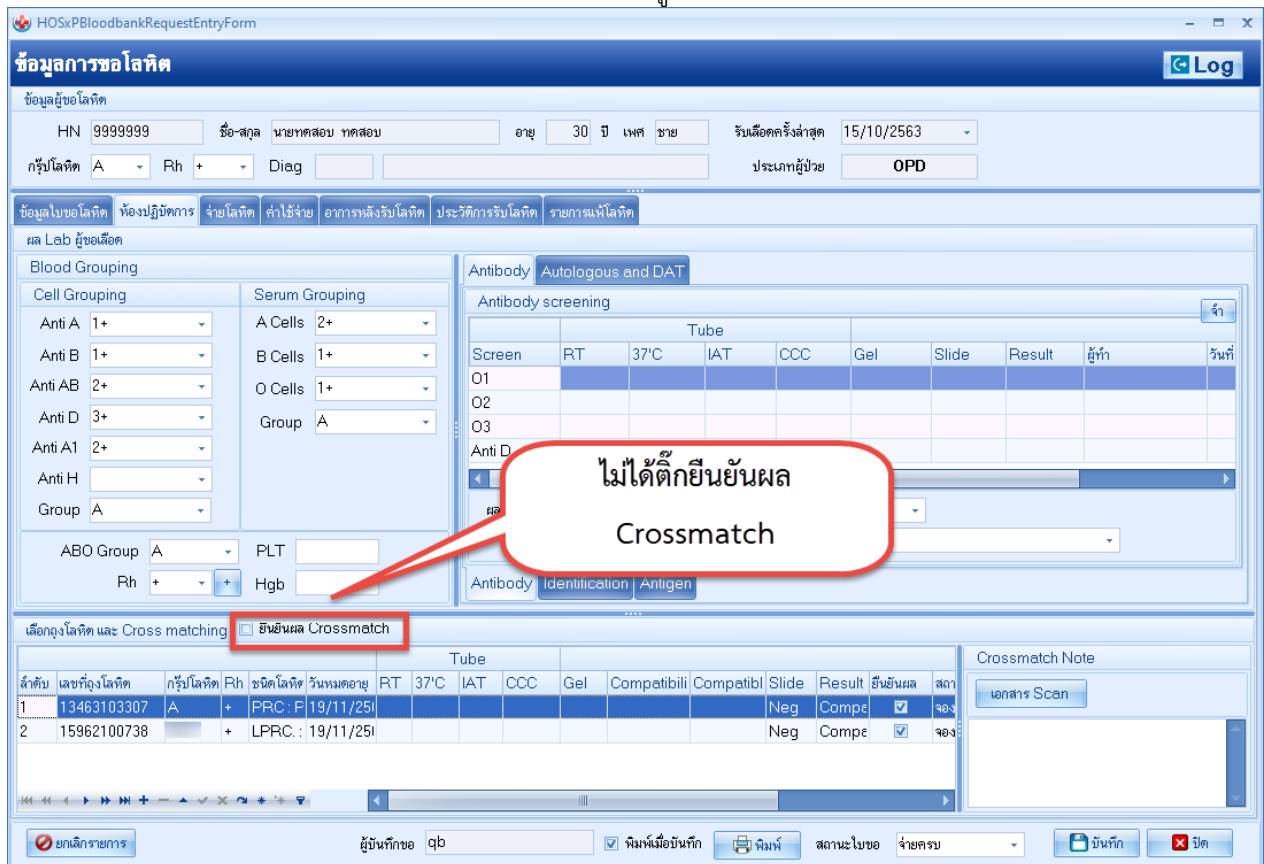 HOSxPBloodbankRequestEntryForm
ข้อมูลการขอโลหิต
Log
ข้อมูลผู้ขอโลหิต
HN 9999999 ชื่อ-สกุล นายทดสอบ ทดสอบ อายุ 30 ปี เพศ ชาย รับเลือดครั้งล่าสุด 15/10/2563
กรุ๊ปโลหิต A Rh + Diag ประเภทผู้ป่วย OPD
ข้อมูลใบขอโลหิต ห้องปฏิบัติการ จ่ายโลหิต ค่าใช้จ่าย อาการหลังรับโลหิต ประวัติการรับโลหิต รายการแพ้โลหิต
ผล Lab ผู้ขอเลือด
Blood Grouping
Cell Grouping Serum Grouping
Anti A 1+ A Cells 2+
Anti B 1+ B Cells 1+
Anti AB 2+ O Cells 1+
Anti D 3+ Group A
Anti A1 2+
Anti H
Group A
ABO Group A PLT
Rh + + Hgb
Antibody Autologous and DAT
Antibody screening
จำ
Tube
Screen RT 37'C IAT CCC Gel Slide Result ผู้ทำ วันที่
O1
O2
O3
Anti D
ผล
Antibody Identification Antigen
ไม่ได้ติ๊กยืนยันผล
Crossmatch
เลือกถุงโลหิต และ Cross matching ยืนยันผล Crossmatch
Tube
ลำดับ เลขที่ถุงโลหิต กรุ๊ปโลหิต Rh ชนิดโลหิต วันหมดอายุ RT 37'C IAT CCC Gel Compatibili Compatibl Slide Result ยืนยันผล สถา
1 13463103307 A + PRC : P 19/11/25 Neg Compa จอง
2 15962100738 + LPRC. : 19/11/25 Neg Compa จอง
Crossmatch Note
เอกสาร Scan
ยกเลิกรายการ ผู้บันทึกขอ qb พิมพ์เมื่อบันทึก พิมพ์ สถานะใบขอ จ่ายครบ บันทึก ปิด